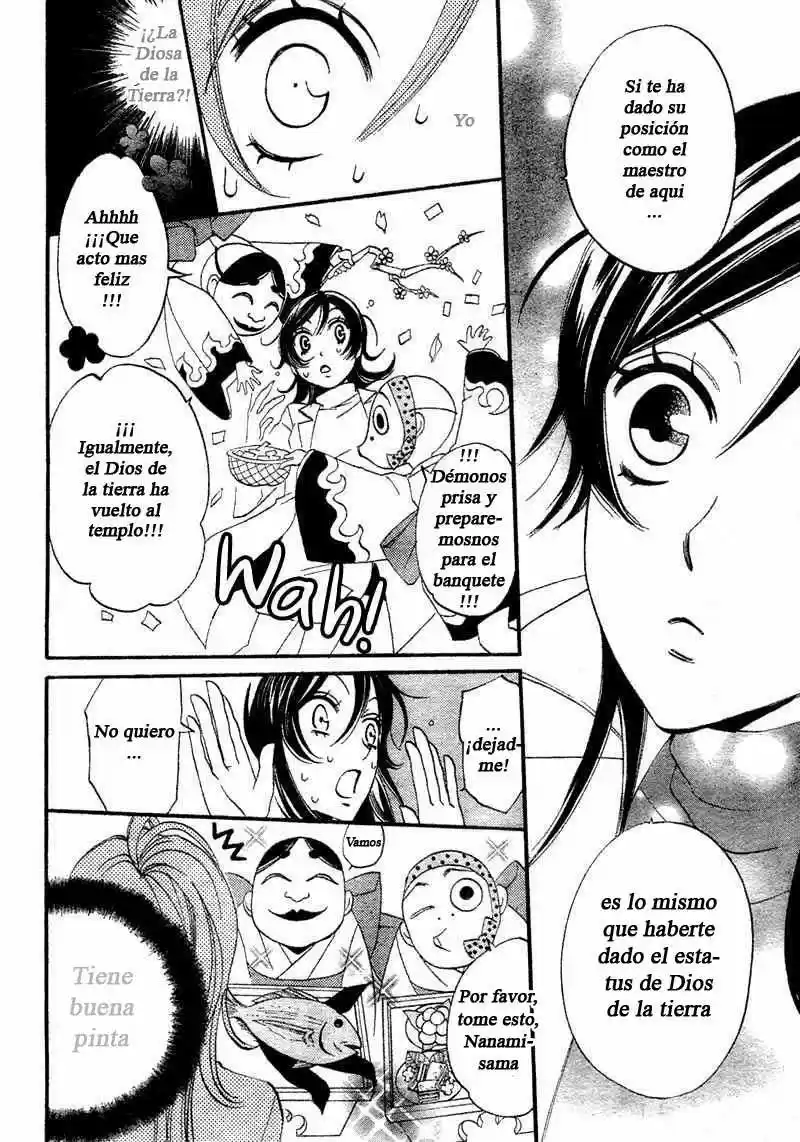 Si te ha
dado su
posición
como el
maestro
de aqui
...
es lo mismo
que haberte
dado el esta-
tus de Dios
de la tierra
¡¿La
Diosa
de la
Tierra?!
Yo
Ahhhh
¡¡¡Que
acto mas
feliz
!!!
¡¡¡
Igualmente,
el Dios de
la tierra ha
vuelto al
templo!!!
!!!
Démonos
prisa y
prepare-
mosnos
para el
banquete
!!!
Wah!
...
¡dejad-
me!
No quiero
...
Vamos
Por favor,
tome esto,
Nanami-
sama
Tiene
buena
pinta